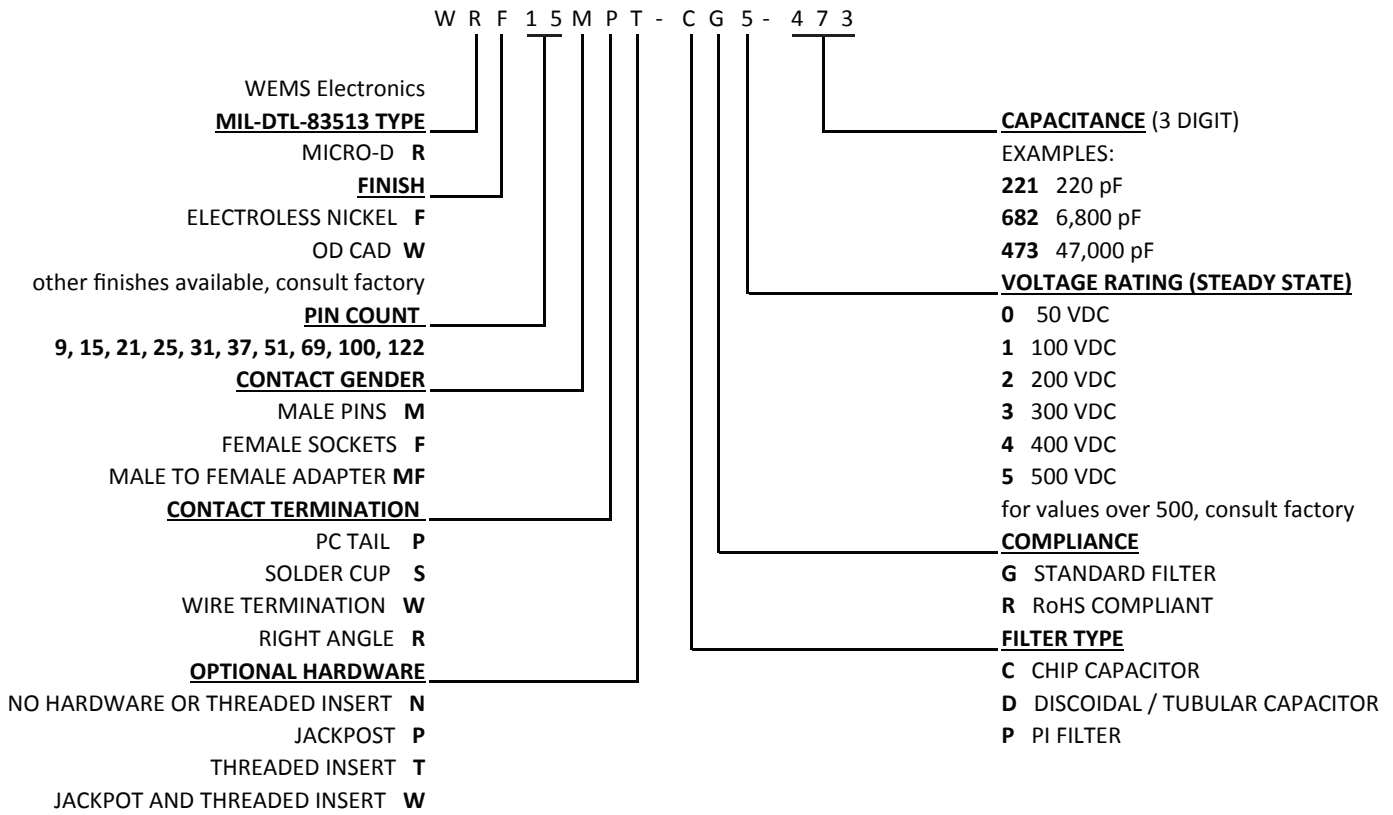 W R F 1 5 M P T - C G 5 - 4 7 3
WEMS Electronics
MIL-DTL-83513 TYPE
MICRO-D R
FINISH
ELECTROLESS NICKEL F
OD CAD W
other finishes available, consult factory
PIN COUNT
9, 15, 21, 25, 31, 37, 51, 69, 100, 122
CONTACT GENDER
MALE PINS M
FEMALE SOCKETS F
MALE TO FEMALE ADAPTER MF
CONTACT TERMINATION
PC TAIL P
SOLDER CUP S
WIRE TERMINATION W
RIGHT ANGLE R
OPTIONAL HARDWARE
NO HARDWARE OR THREADED INSERT N
JACKPOST P
THREADED INSERT T
JACKPOT AND THREADED INSERT W
CAPACITANCE (3 DIGIT)
EXAMPLES:
221 220 pF
682 6,800 pF
473 47,000 pF
VOLTAGE RATING (STEADY STATE)
0 50 VDC
1 100 VDC
2 200 VDC
3 300 VDC
4 400 VDC
5 500 VDC
for values over 500, consult factory
COMPLIANCE
G STANDARD FILTER
R RoHS COMPLIANT
FILTER TYPE
C CHIP CAPACITOR
D DISCOIDAL / TUBULAR CAPACITOR
P PI FILTER